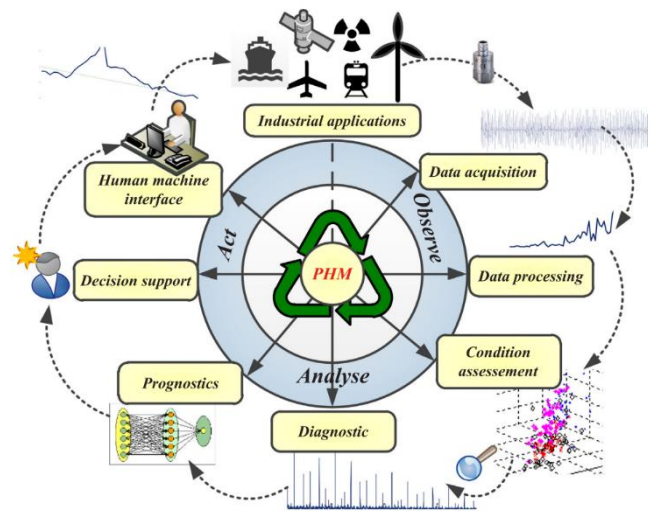 Industrial applications
Data acquisition
Human machine
interface
Act
Observe
PHM
Decision support
Data processing
Condition
assessement
Prognostics
Analyse
Diagnostic